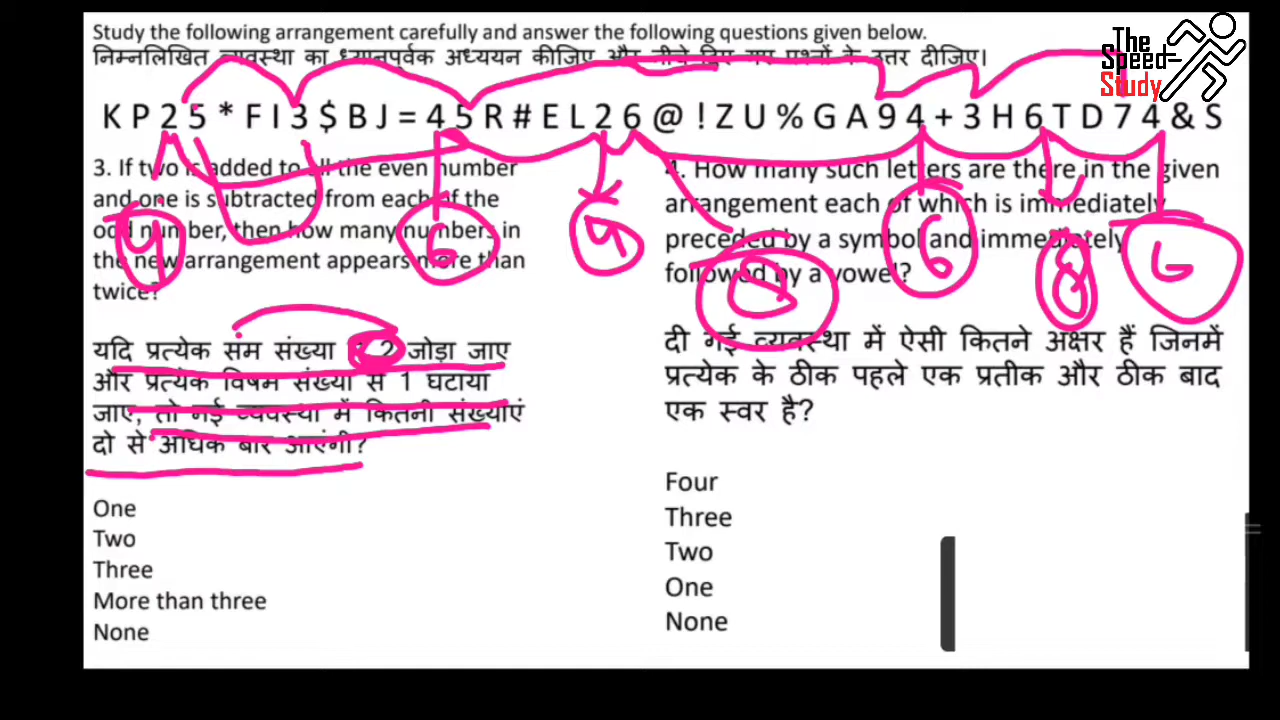 Study the following arrangement carefully and answer the following questions given below.
निम्नलिखित व्यवस्था का ध्यानपूर्वक अध्ययन कीजिए और नीचे दिए गए प्रश्नों के उत्तर दीजिए।
The
Speed
Study
K P 2 5 * F I 3 $ B J = 4 5 R # E L 2 6 @ ! Z U % G A 9 4 + 3 H 6 T D 7 4 & S
3. If two is added to all the even number
and one is subtracted from each of the
odd number, then how many numbers in
the new arrangement appears more than
twice?
यदि प्रत्येक सम संख्या 2 जोड़ा जाए
और प्रत्येक विषम संख्या से 1 घटाया
जाए, तो नई व्यवस्था में कितनी संख्याएं
दो से अधिक बार आएंगी?
One
Two
Three
More than three
None
4. How many such letters are there in the given
arrangement each of which is immediately
preceded by a symbol and immediately
followed by a vowel?
दी गई व्यवस्था में ऐसी कितने अक्षर हैं जिनमें
प्रत्येक के ठीक पहले एक प्रतीक और ठीक बाद
एक स्वर है?
Four
Three
Two
One
None
4
6
4
8
6
8
6